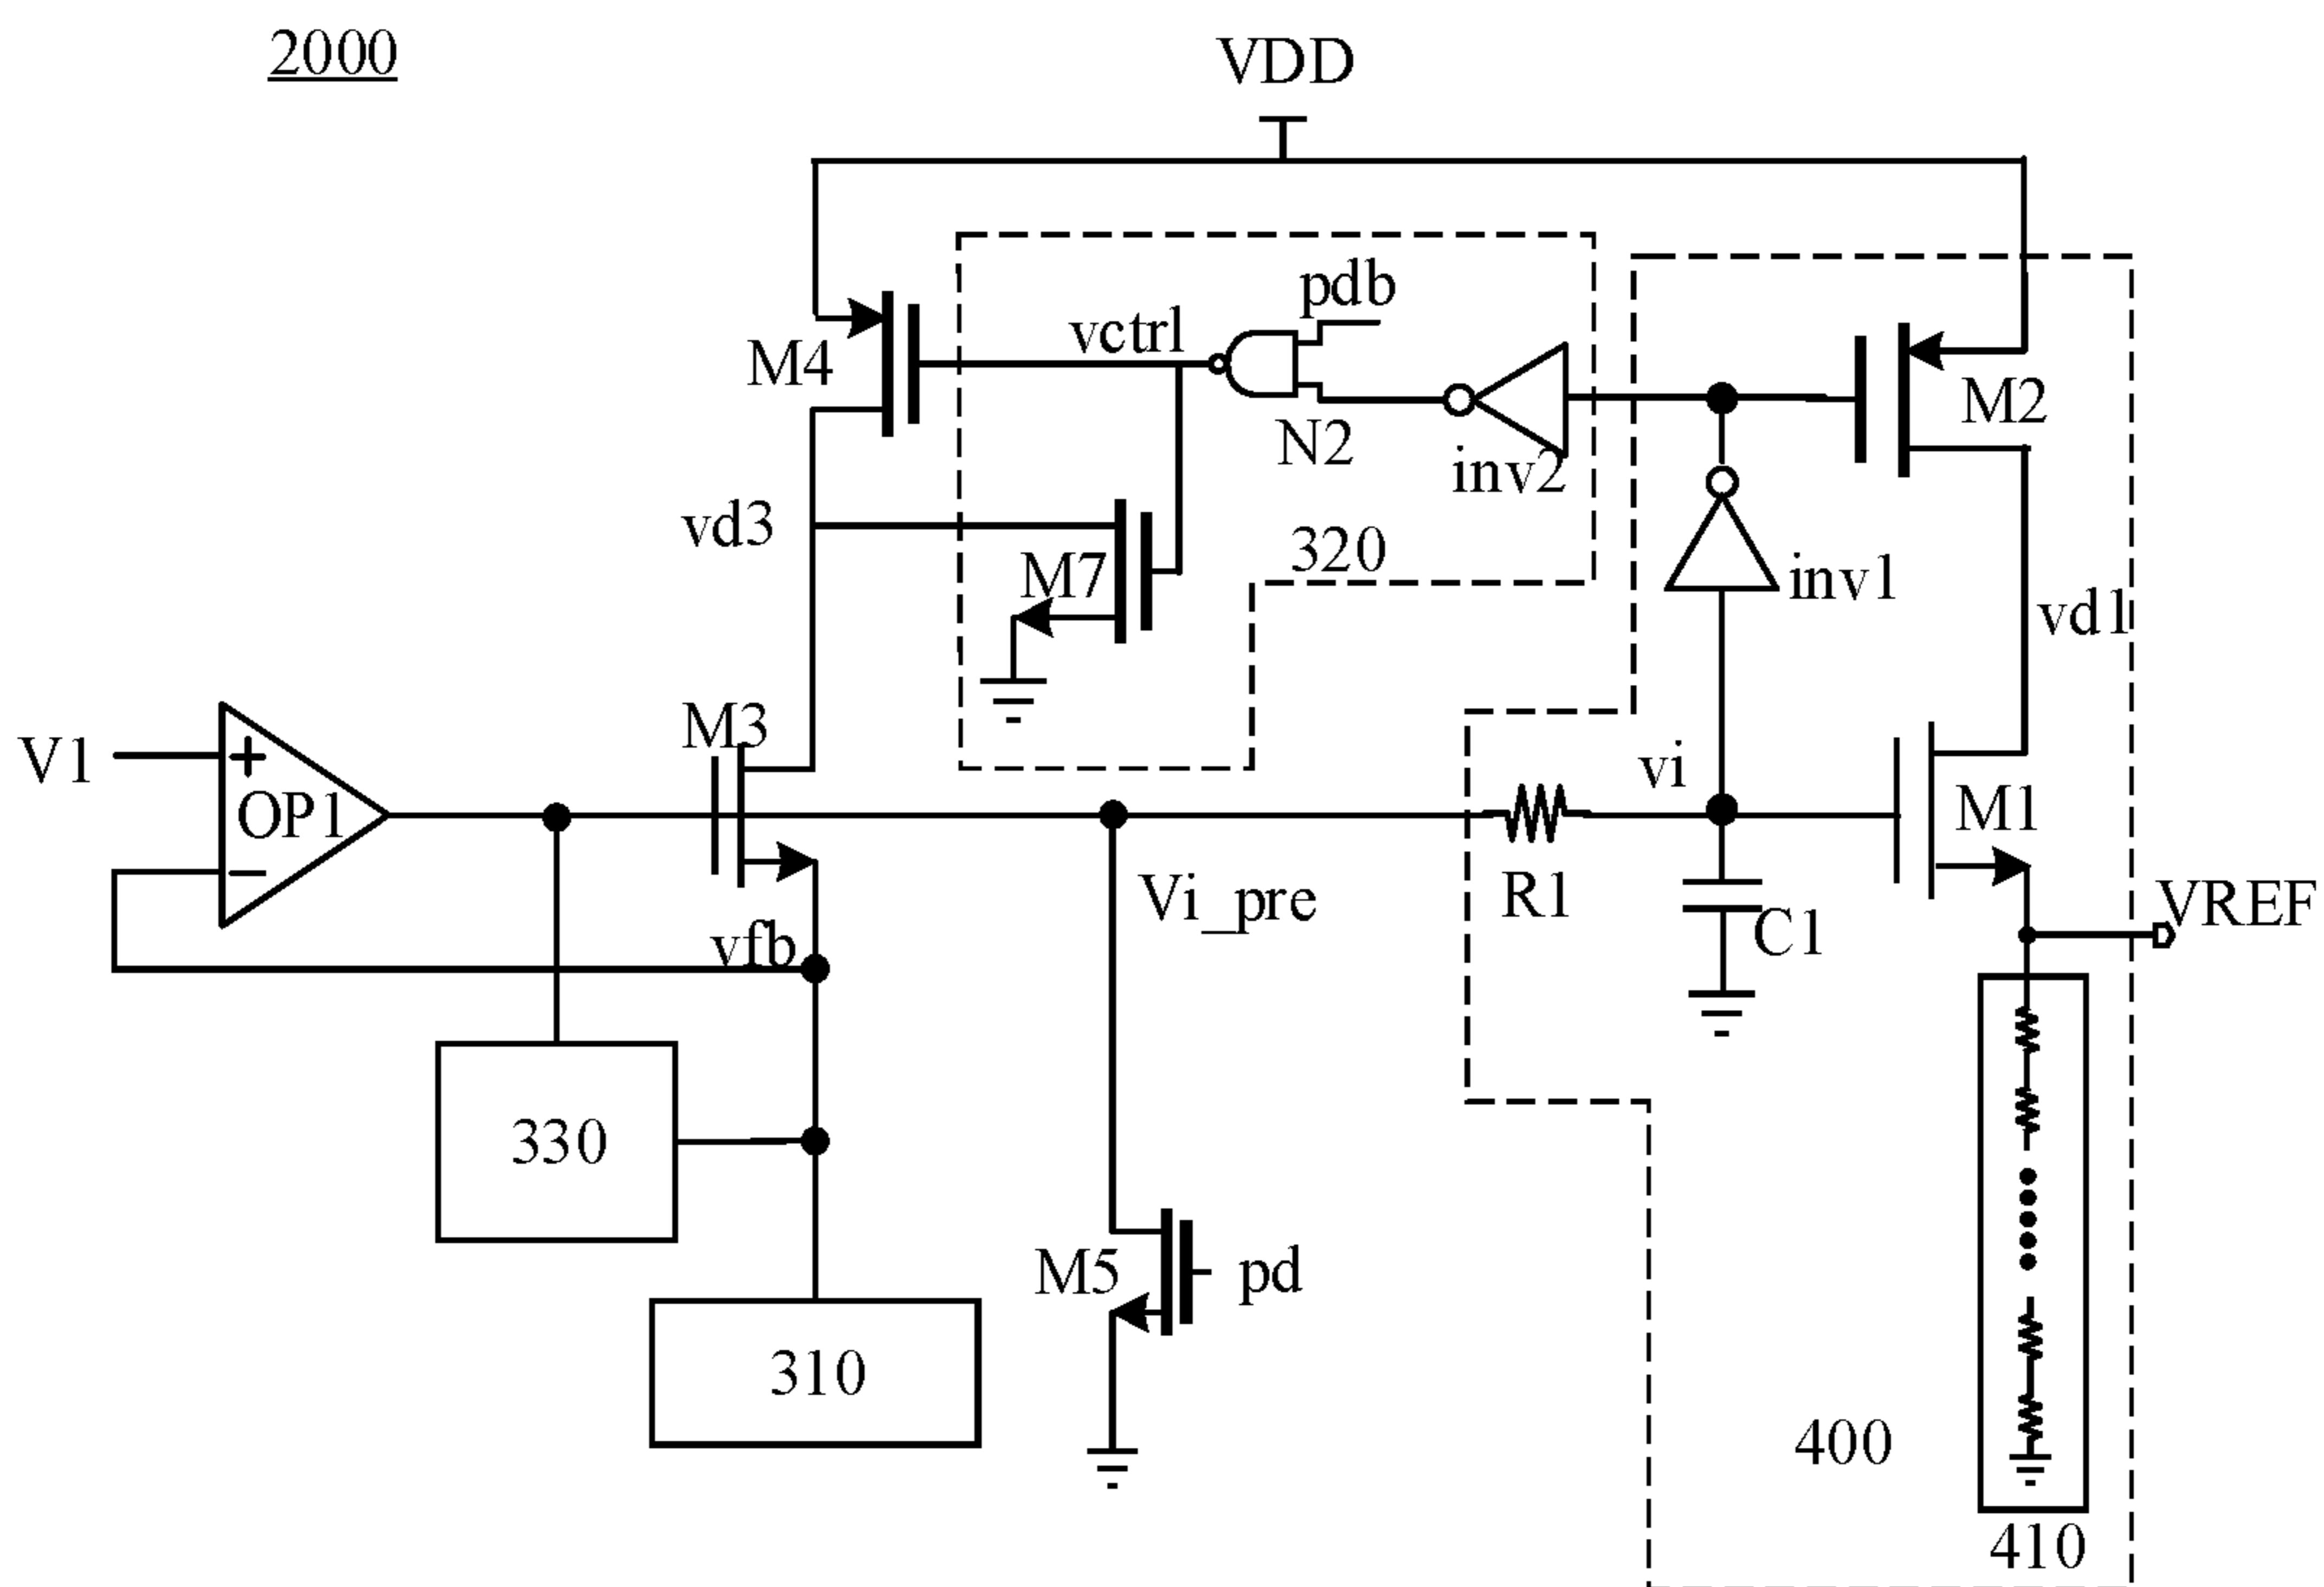 2000
VDD
pdb
vctrl
M4
M2
N2
inv2
vd3
320
M7
inv1
vd1
M3
V1
+
OP1
−
vi
M1
R1
Vi_pre
VREF
C1
vfb
330
M5
pd
310
400
410